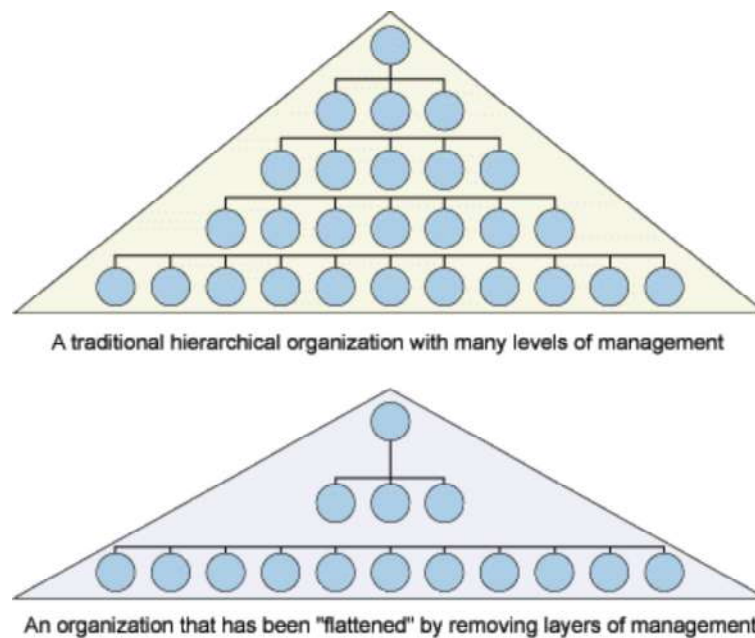 A traditional hierarchical organization with many levels of management
An organization that has been "flattened" by removing layers of management